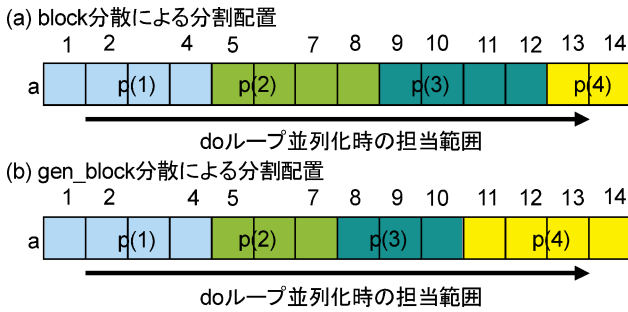 (a) block分散による分割配置
1 2 4 5 7 8 9 10 11 12 13 14
a p(1) p(2) p(3) p(4)
doループ並列化時の担当範囲
(b) gen_block分散による分割配置
1 2 4 5 7 8 9 10 11 12 13 14
a p(1) p(2) p(3) p(4)
doループ並列化時の担当範囲